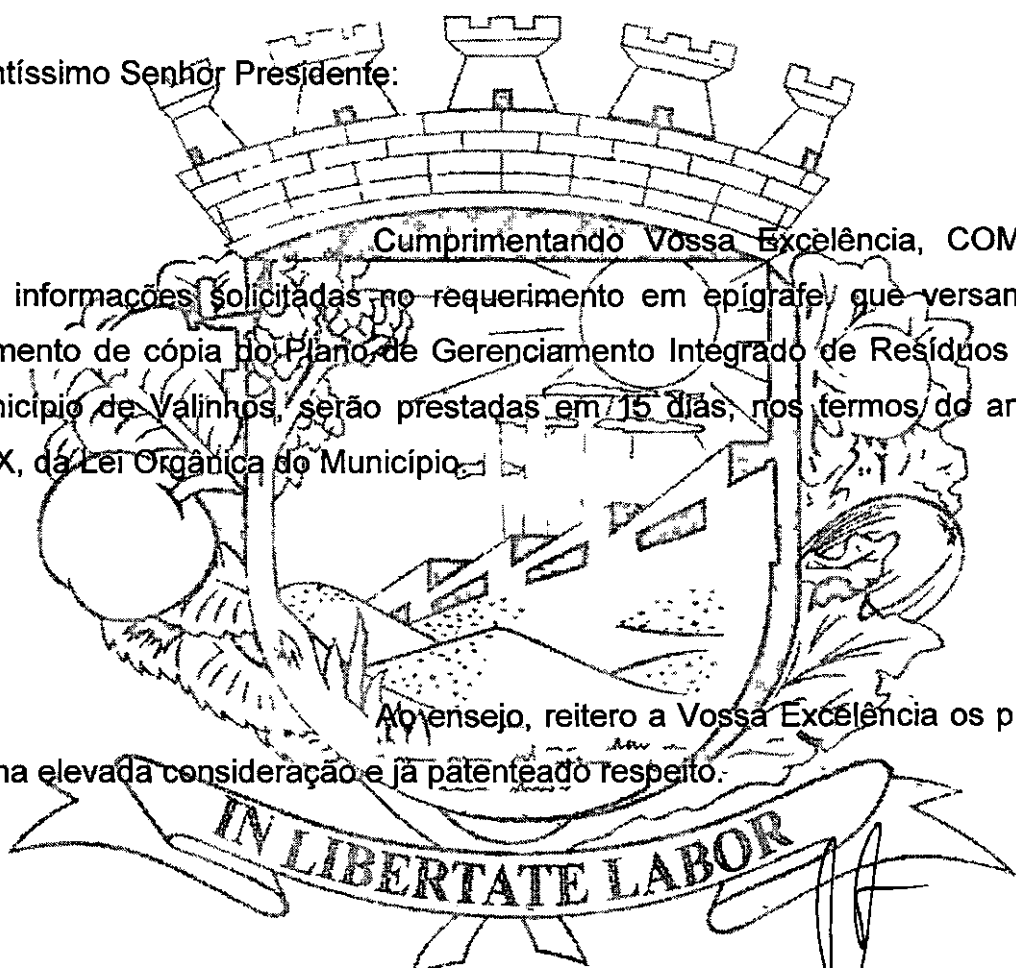 ntíssimo Senhor Presidente:
Cumprimentando Vossa Excelência, COM
informações solicitadas no requerimento em epígrafe, que versam
mento de cópia do Plano de Gerenciamento Integrado de Resíduos
nicípio de Valinhos, serão prestadas em 15 dias, nos termos do ar
X, da Lei Orgânica do Município.
Ao ensejo, reitero a Vossa Excelência os p
na elevada consideração e já patenteado respeito.
IN LIBERTATE LABOR